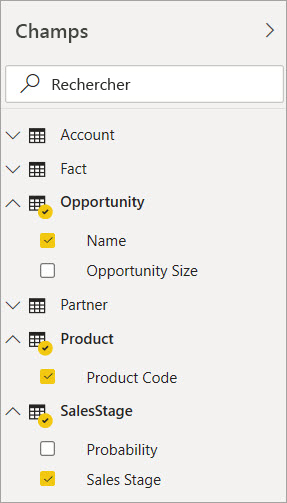 Champs
Rechercher
Account
Fact
Opportunity
Name
Opportunity Size
Partner
Product
Product Code
SalesStage
Probability
Sales Stage